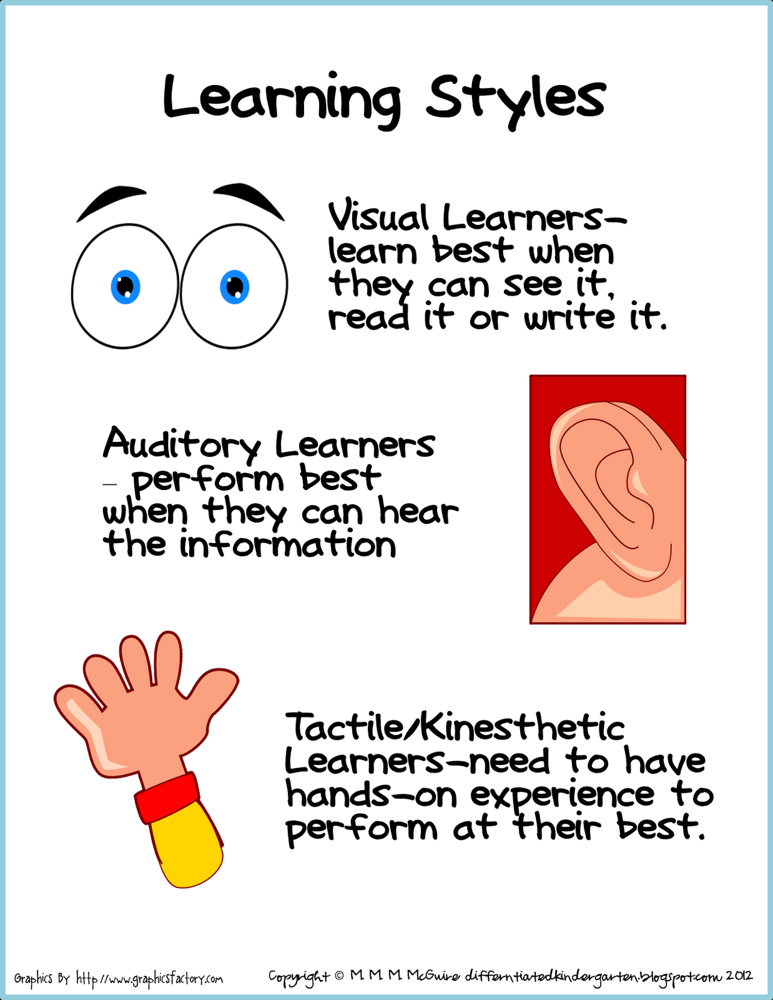 Learning Styles
Visual Learners-
learn best when
they can see it,
read it or write it.
Auditory Learners
– perform best
when they can hear
the information
Tactile/Kinesthetic
Learners-need to have
hands-on experience to
perform at their best.
Graphics By http://www.graphicsfactory.com
Copyright © M. M. M. McGuire differntiatedkindergarten.blogspot.com 2012